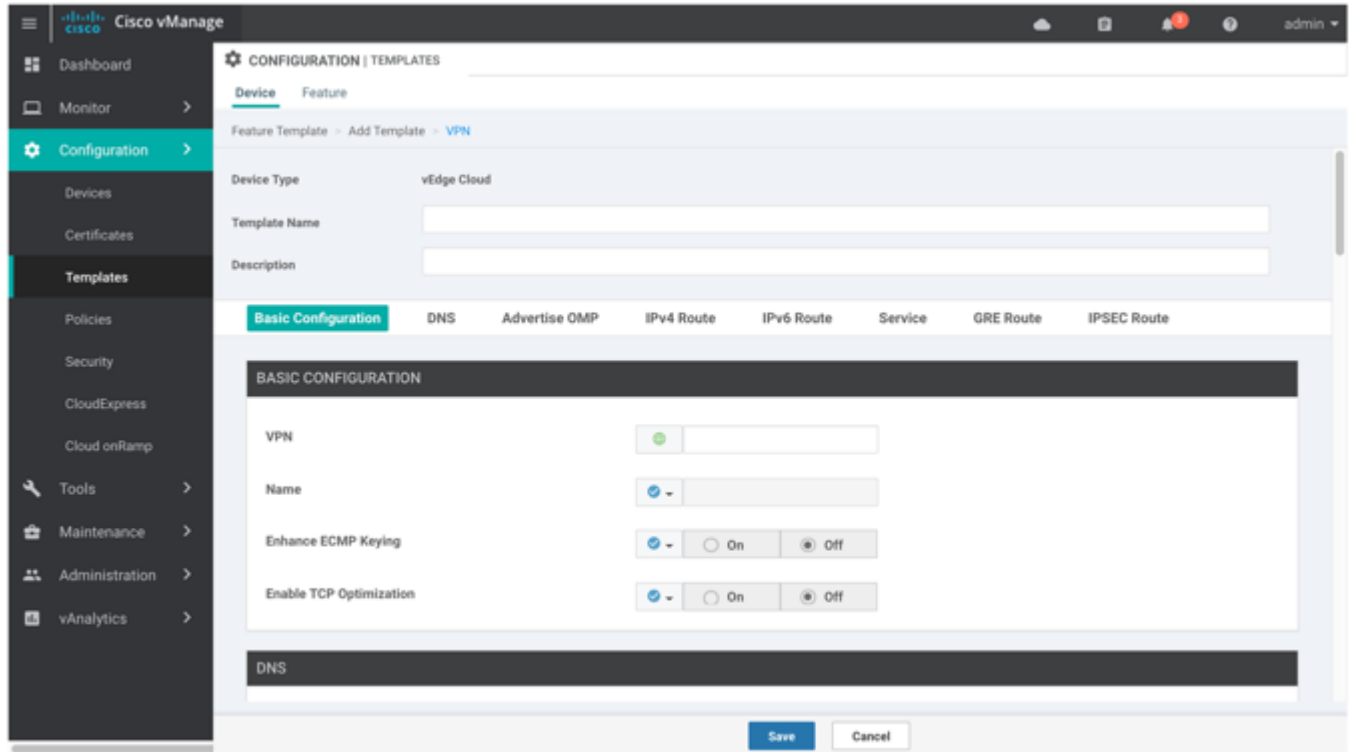 cisco Cisco vManage
3
admin
Dashboard
Monitor
Configuration
Devices
Certificates
Templates
Policies
Security
CloudExpress
Cloud onRamp
Tools
Maintenance
Administration
vAnalytics
CONFIGURATION | TEMPLATES
Device Feature
Feature Template > Add Template > VPN
Device Type vEdge Cloud
Template Name
Description
Basic Configuration DNS Advertise OMP IPv4 Route IPv6 Route Service GRE Route IPSEC Route
BASIC CONFIGURATION
VPN
Name
Enhance ECMP Keying On Off
Enable TCP Optimization On Off
DNS
Save Cancel